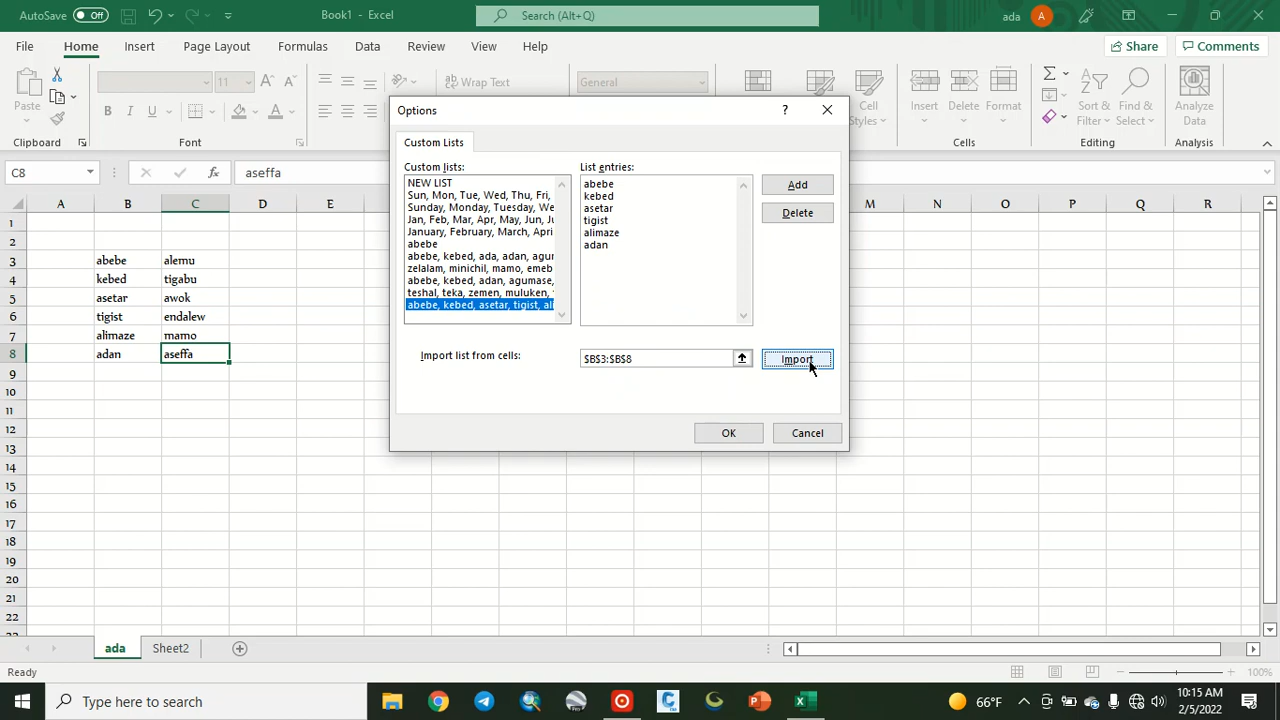 AutoSave Off Book1 - Excel Search (Alt+Q) ada A
File Home Insert Page Layout Formulas Data Review View Help Share Comments
Paste 11 Wrap Text General Cell Styles Insert Delete Format Sort & Filter Find & Select Analyze Data
Clipboard Font Cells Editing Analysis
C8 fx aseffa
Options ?
Custom Lists
Custom lists: List entries:
NEW LIST
Sun, Mon, Tue, Wed, Thu, Fri,
Sunday, Monday, Tuesday, We
Jan, Feb, Mar, Apr, May, Jun, Ju
January, February, March, Apri
abebe
abebe, kebed, ada, adan, agur
zelalam, minichil, mamo, emeb
abebe, kebed, adan, agumase,
teshal, teka, zemen, muluken,
abebe, kebed, asetar, tigist, ali
abebe
kebed
asetar
tigist
alimaze
adan
Add
Delete
Import list from cells: $B$3:$B$8 Import
OK Cancel
A B C D E M N O P Q R
1
2
3 abebe alemu
4 kebed tigabu
5 asetar awok
6 tigist endalew
7 alimaze mamo
8 adan aseffa
9
10
11
12
13
14
15
16
17
18
19
20
21
22
ada Sheet2
Ready 100%
Type here to search 66°F 10:15 AM
2/5/2022